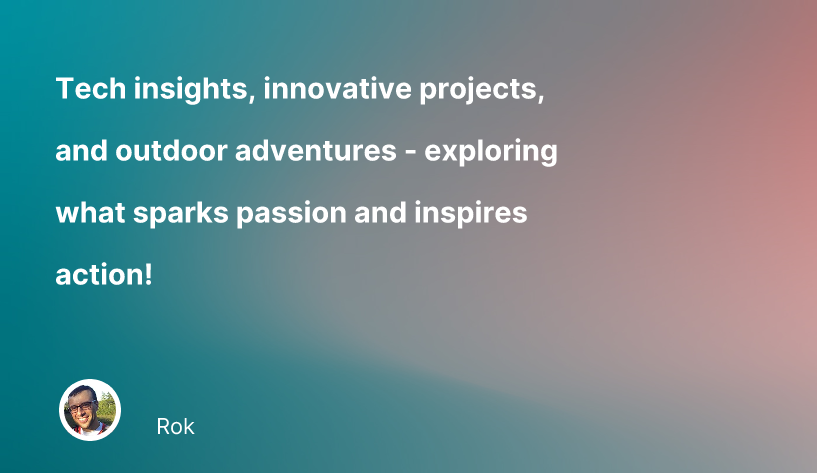 Tech insights, innovative projects,
and outdoor adventures - exploring
what sparks passion and inspires
action!
Rok